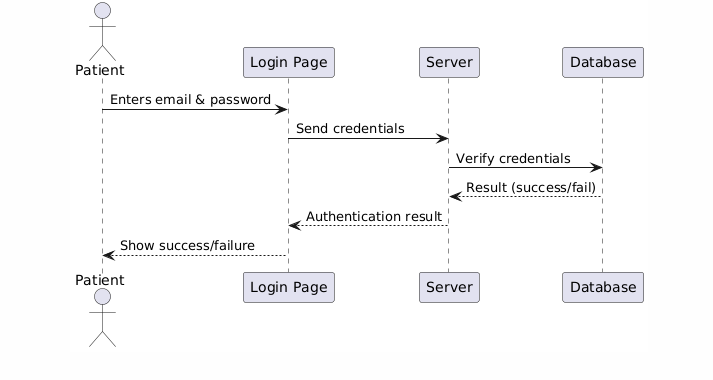 Patient
Login Page
Server
Database
Enters email & password
Send credentials
Verify credentials
Result (success/fail)
Authentication result
Show success/failure
Patient
Login Page
Server
Database